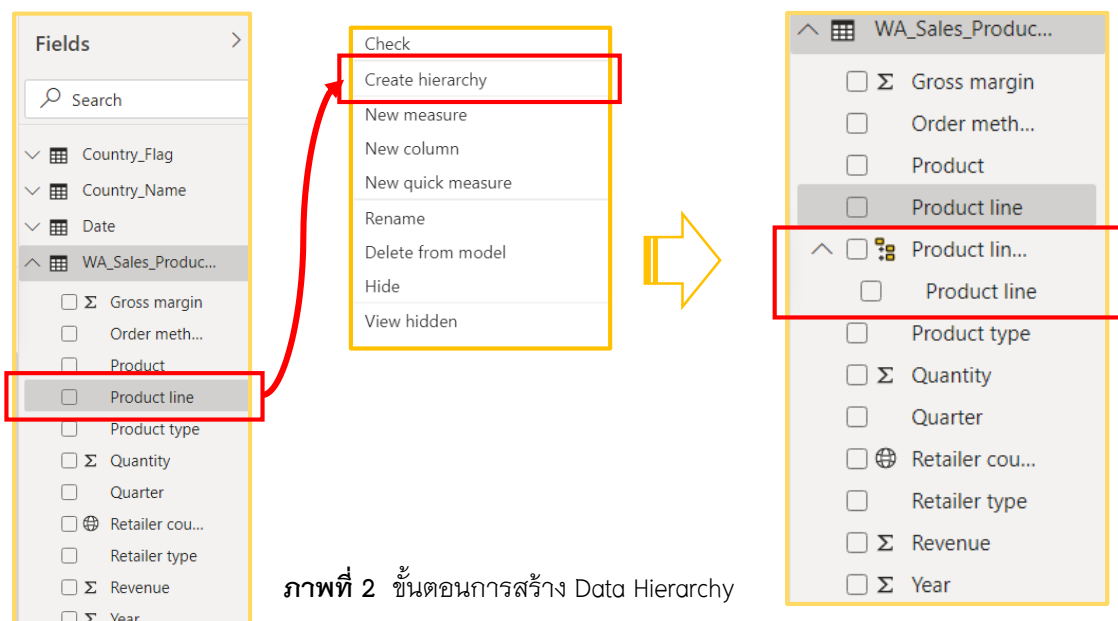 Fields
Search
Country_Flag
Country_Name
Date
WA_Sales_Produc...
Σ Gross margin
Order meth...
Product
Product line
Product type
Σ Quantity
Quarter
Retailer cou...
Retailer type
Σ Revenue
Σ Year
Check
Create hierarchy
New measure
New column
New quick measure
Rename
Delete from model
Hide
View hidden
WA_Sales_Produc...
Σ Gross margin
Order meth...
Product
Product line
Product lin...
Product line
Product type
Σ Quantity
Quarter
Retailer cou...
Retailer type
Σ Revenue
Σ Year
ภาพที่ 2 ขั้นตอนการสร้าง Data Hierarchy